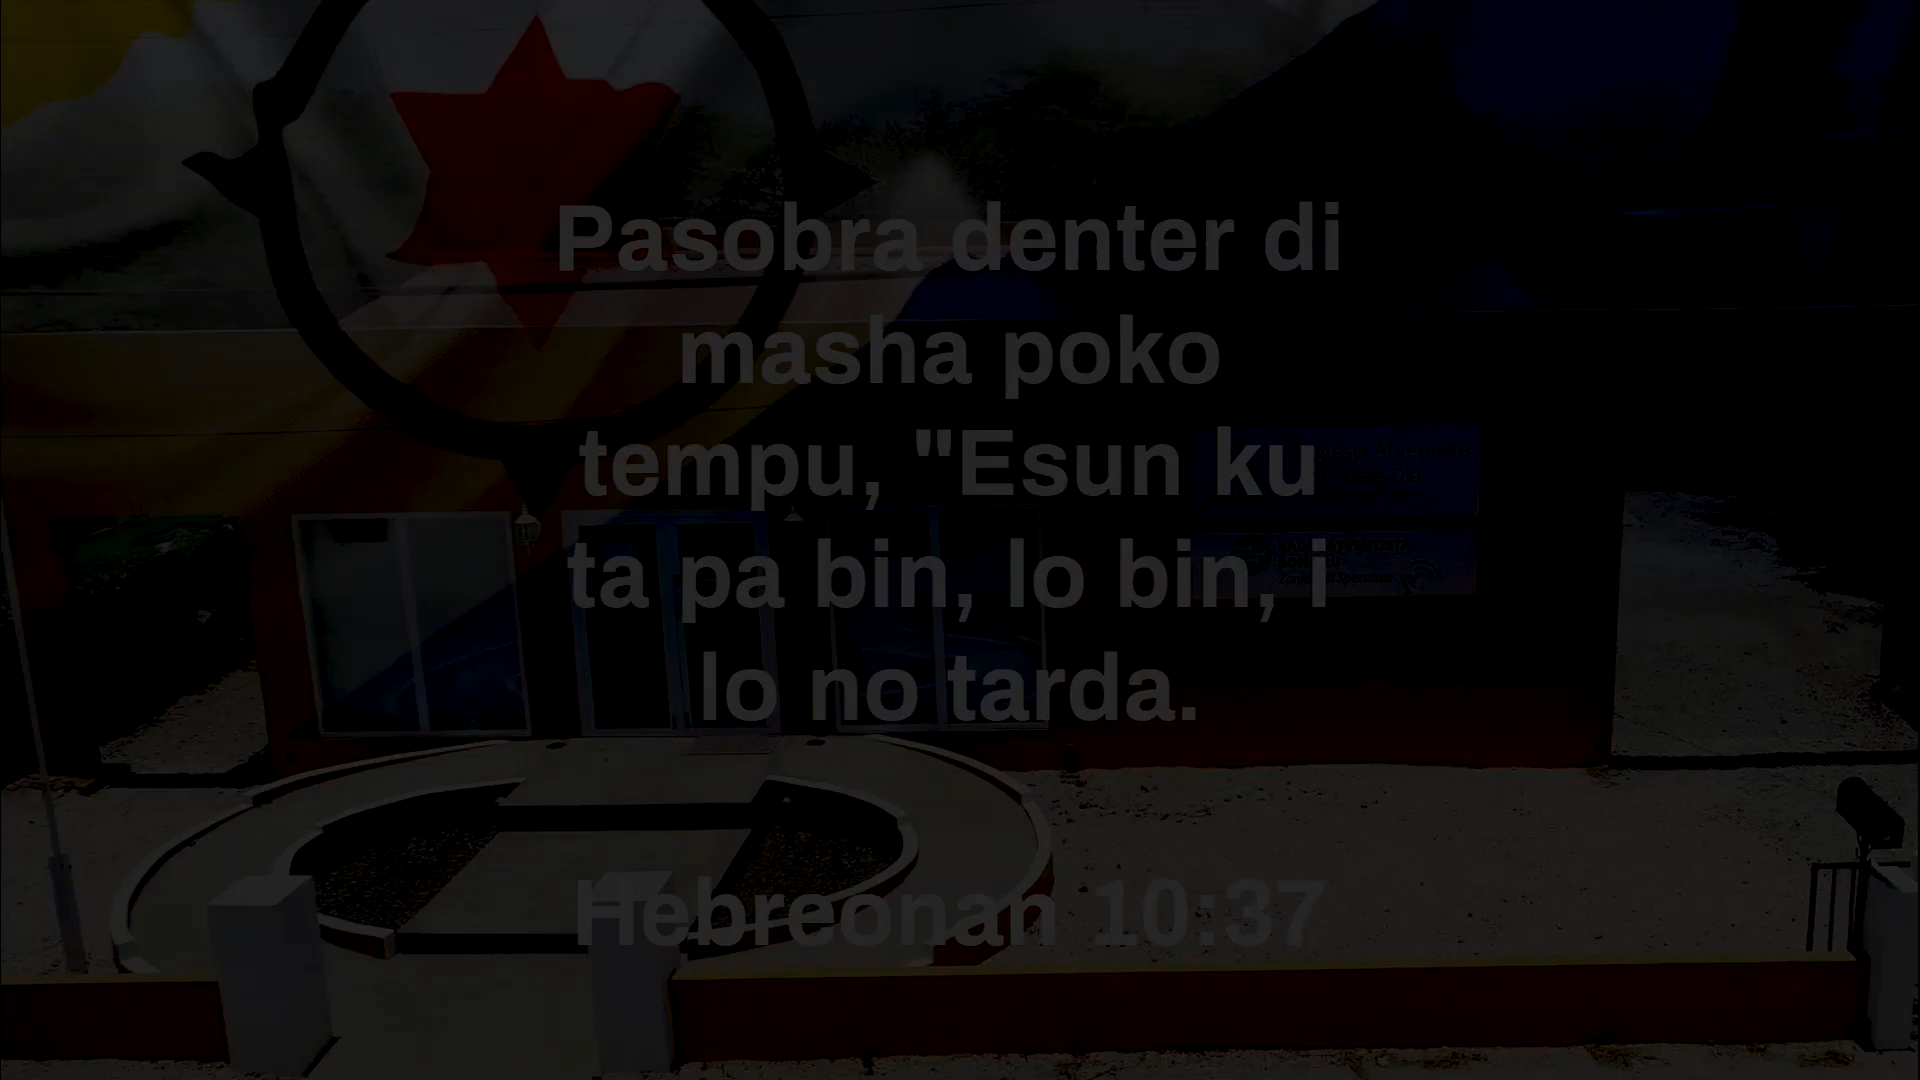 Pasobra denter di
masha poko
tempu, "Esun ku
ta pa bin, lo bin, i
lo no tarda.
Hebreonan 10:37